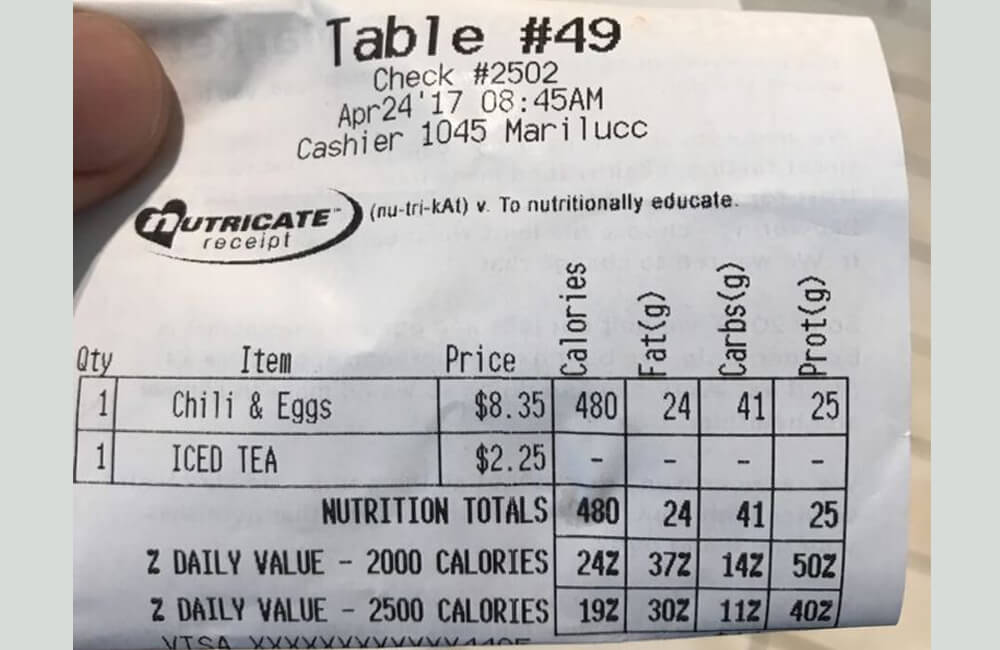 Table #49
Check #2502
Apr24'17 08:45AM
Cashier 1045 Marilucc
nUTRICATE™ (nu-tri-kAt) v. To nutritionally educate.
receipt
Qty Item Price Calories Fat(g) Carbs(g) Prot(g)
1 Chili & Eggs $8.35 480 24 41 25
1 ICED TEA $2.25 - - - -
NUTRITION TOTALS 480 24 41 25
% DAILY VALUE - 2000 CALORIES 24% 37% 14% 50%
% DAILY VALUE - 2500 CALORIES 19% 30% 11% 40%
VISA